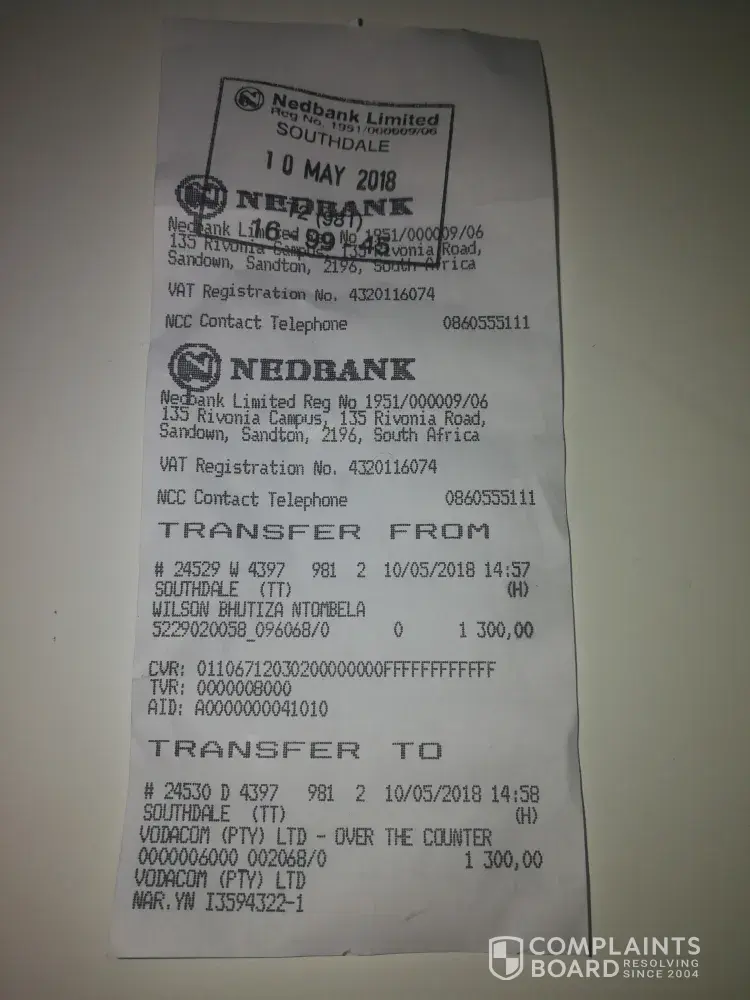 Nedbank Limited
Reg No. 1951/000009/06
SOUTHDALE
10 MAY 2018
T2 (981)
16 99 45
NEDBANK
Nedbank Limited Reg No 1951/000009/06
135 Rivonia Campus, 135 Rivonia Road,
Sandown, Sandton, 2196, South Africa
VAT Registration No. 4320116074
NCC Contact Telephone 0860555111
NEDBANK
Nedbank Limited Reg No 1951/000009/06
135 Rivonia Campus, 135 Rivonia Road,
Sandown, Sandton, 2196, South Africa
VAT Registration No. 4320116074
NCC Contact Telephone 0860555111
TRANSFER FROM
# 24529 W 4397 981 2 10/05/2018 14:57
SOUTHDALE (TT) (H)
WILSON BHUTIZA NTOMBELA
5229020058_096068/0 0 1 300,00
CVR: 01106712030200000000FFFFFFFFFFFF
TVR: 0000008000
AID: A0000000041010
TRANSFER TO
# 24530 D 4397 981 2 10/05/2018 14:58
SOUTHDALE (TT) (H)
VODACOM (PTY) LTD - OVER THE COUNTER
0000006000 002068/0 1 300,00
VODACOM (PTY) LTD
NAR.YN I3594322-1
COMPLAINTS
BOARD RESOLVING
SINCE 2004